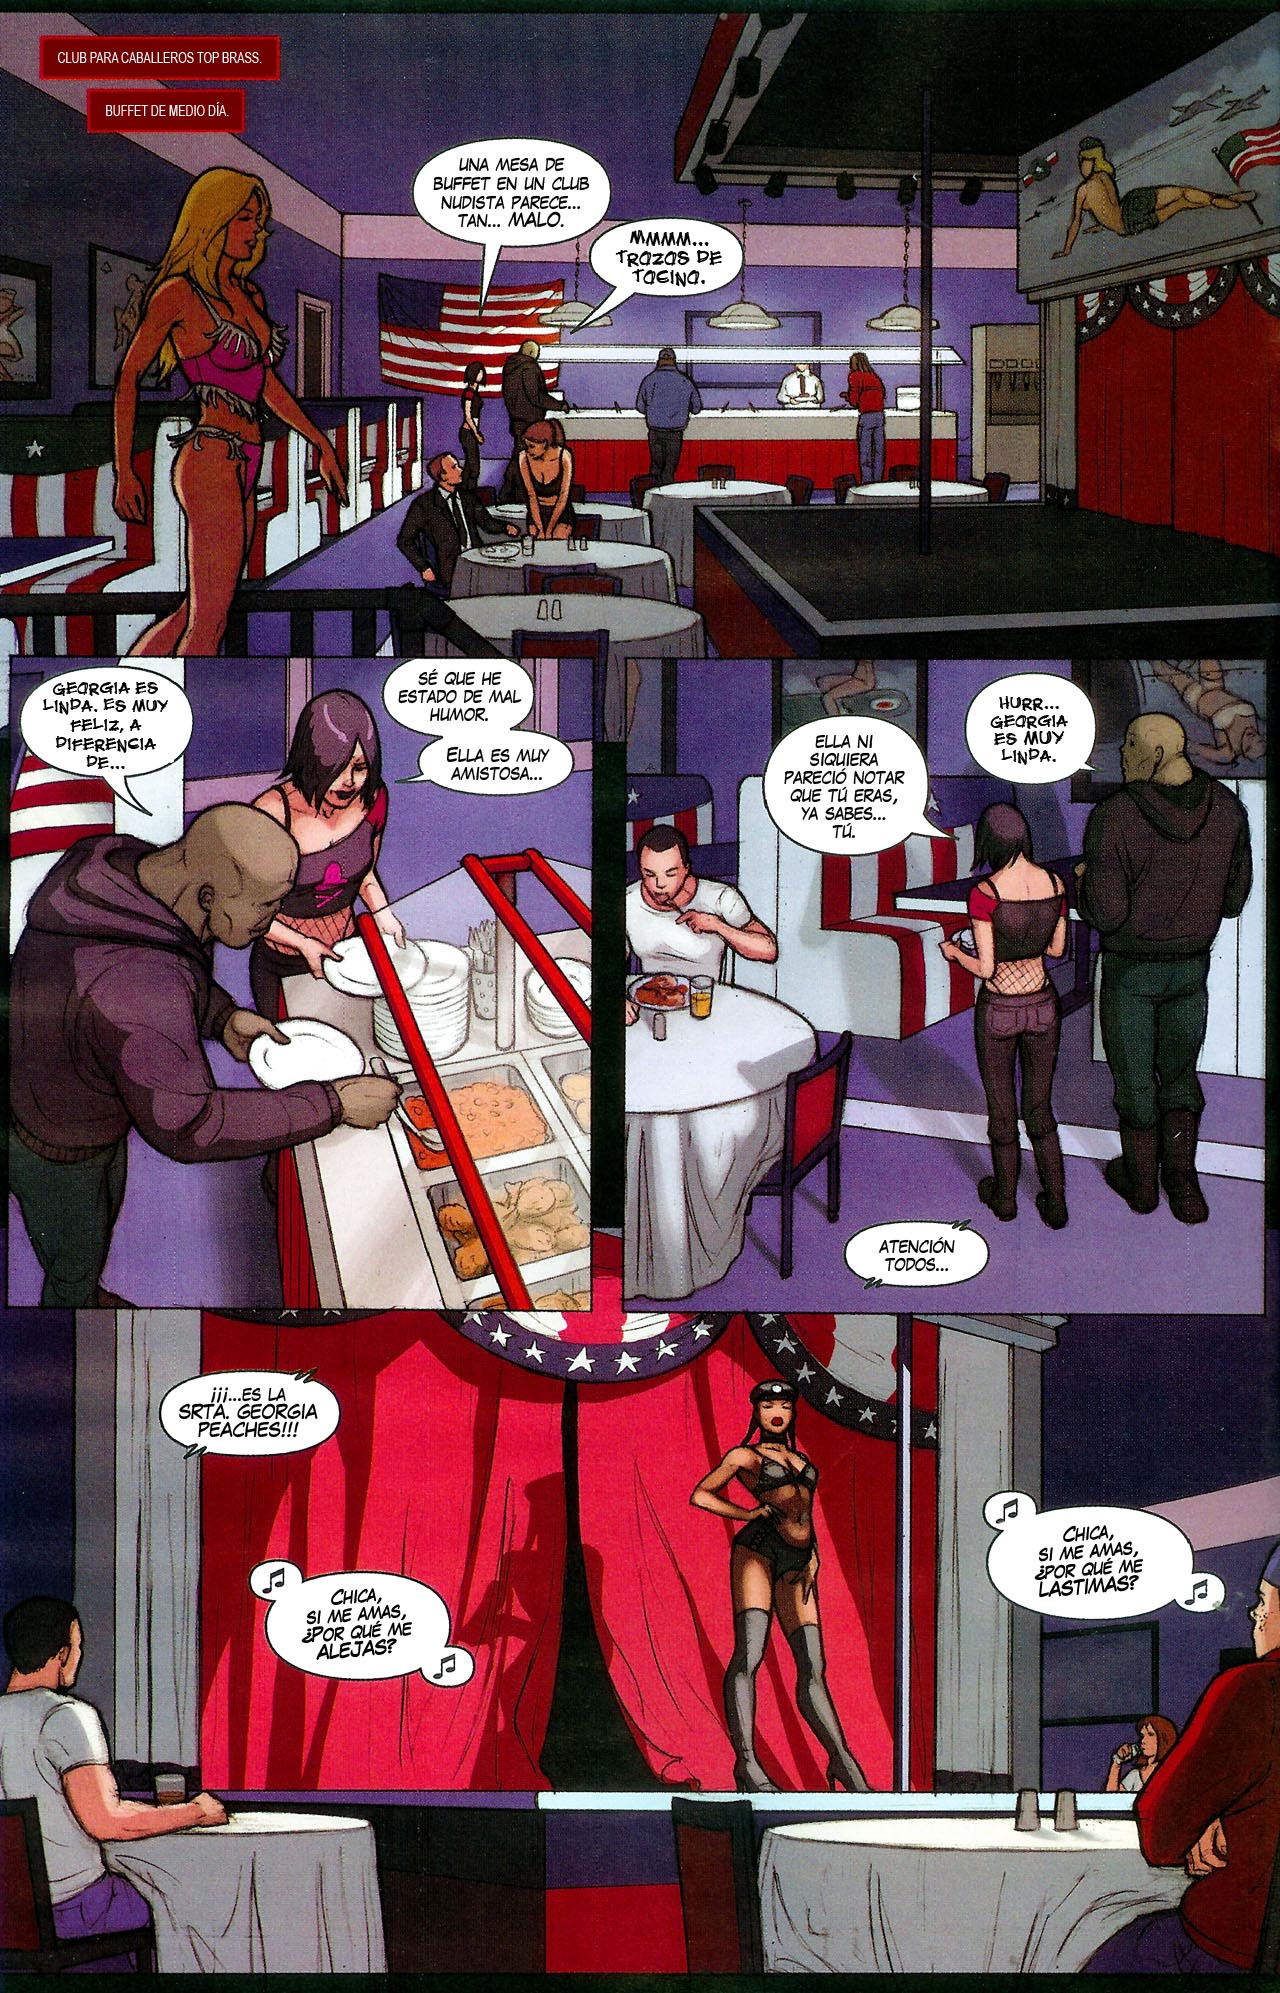 CLUB PARA CABALLEROS TOP BRASS.
BUFFET DE MEDIO DÍA.
UNA MESA DE
BUFFET EN UN CLUB
NUDISTA PARECE...
TAN... MALO.
MMMM...
TROZOS DE
TOCINO.
GEORGIA ES
LINDA. ES MUY
FELIZ, A
DIFERENCIA
DE...
SÉ QUE HE
ESTADO DE MAL
HUMOR.
ELLA ES MUY
AMISTOSA...
ELLA NI
SIQUIERA
PARECIÓ NOTAR
QUE TÚ ERAS,
YA SABES...
TÚ.
HURR...
GEORGIA
ES MUY
LINDA.
ATENCIÓN
TODOS...
¡¡¡...ES LA
SRTA. GEORGIA
PEACHES!!!
CHICA,
SI ME AMAS,
¿POR QUÉ ME
ALEJAS?
CHICA,
SI ME AMAS,
¿POR QUÉ ME
LASTIMAS?